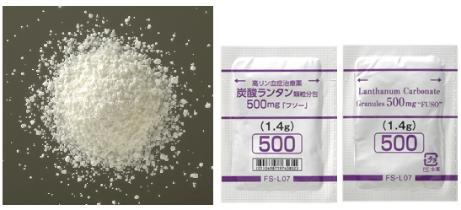 高リン血症治療薬
炭酸ランタン顆粒分包
500mg「フソー」
(1.4g)
500
FS-L07
Lanthanum Carbonate
Granules 500mg "FUSO"
(1.4g)
500
FS-L07